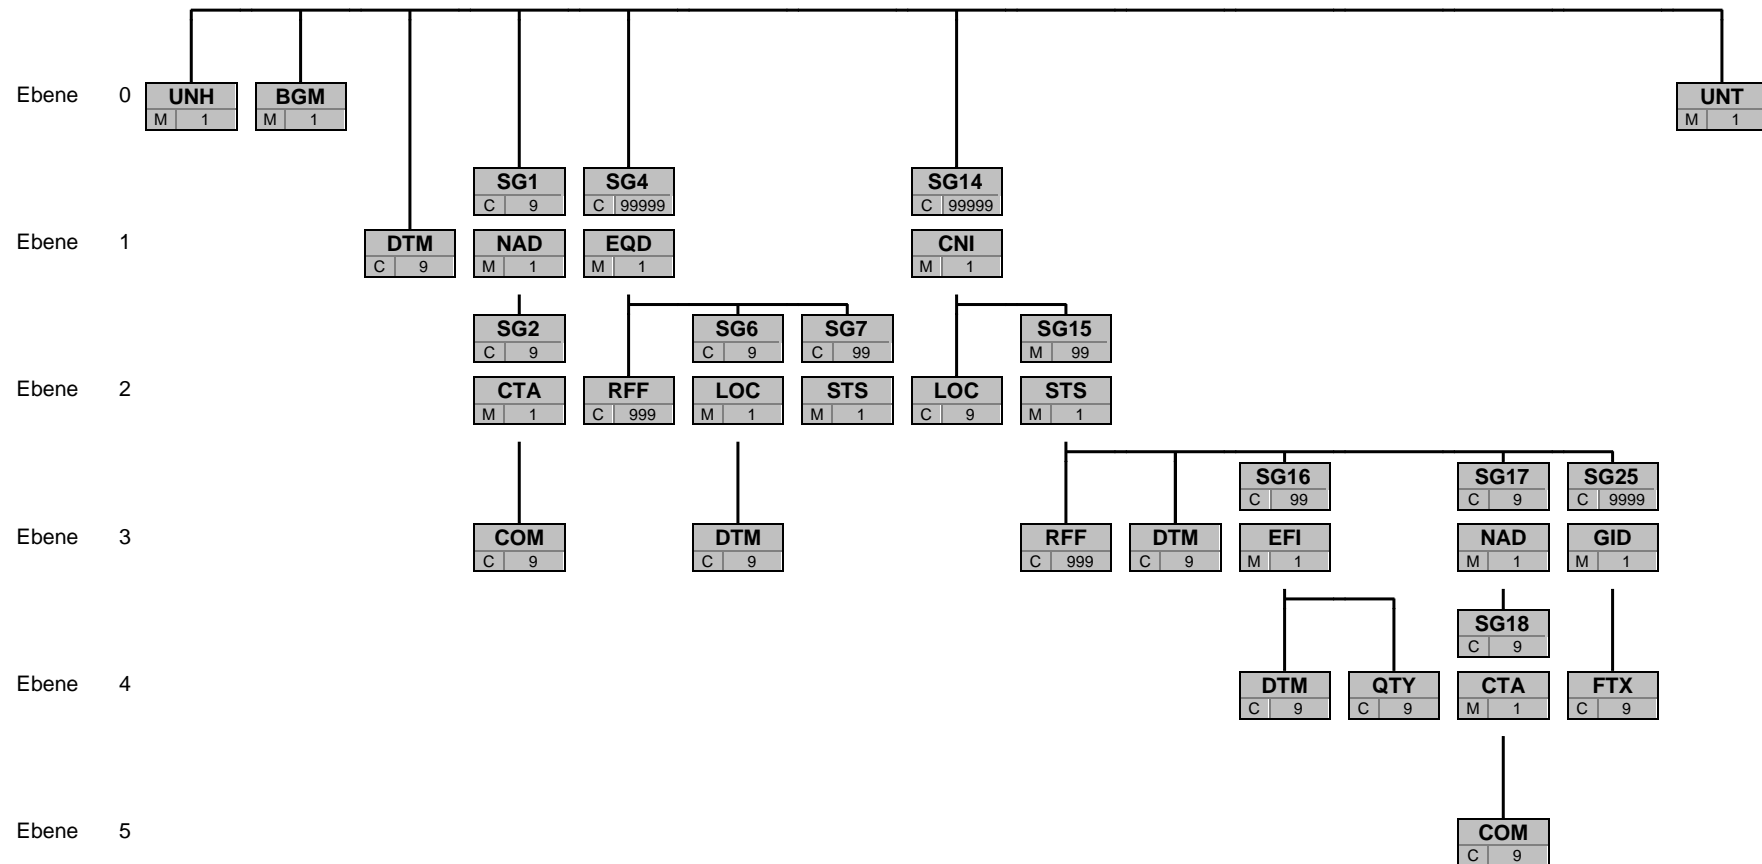 Ebene 0 UNH BGM UNT
M 1 M 1 M 1
SG1 SG4 SG14
C 9 C 99999 C 99999
Ebene 1 DTM NAD EQD CNI
C 9 M 1 M 1 M 1
SG2 SG6 SG7 SG15
C 9 C 9 C 99 M 99
Ebene 2 CTA RFF LOC STS LOC STS
M 1 C 999 M 1 M 1 C 9 M 1
SG16 SG17 SG25
C 99 C 9 C 9999
Ebene 3 COM DTM RFF DTM EFI NAD GID
C 9 C 9 C 999 C 9 M 1 M 1 M 1
SG18
C 9
Ebene 4 DTM QTY CTA FTX
C 9 C 9 M 1 C 9
Ebene 5 COM
C 9